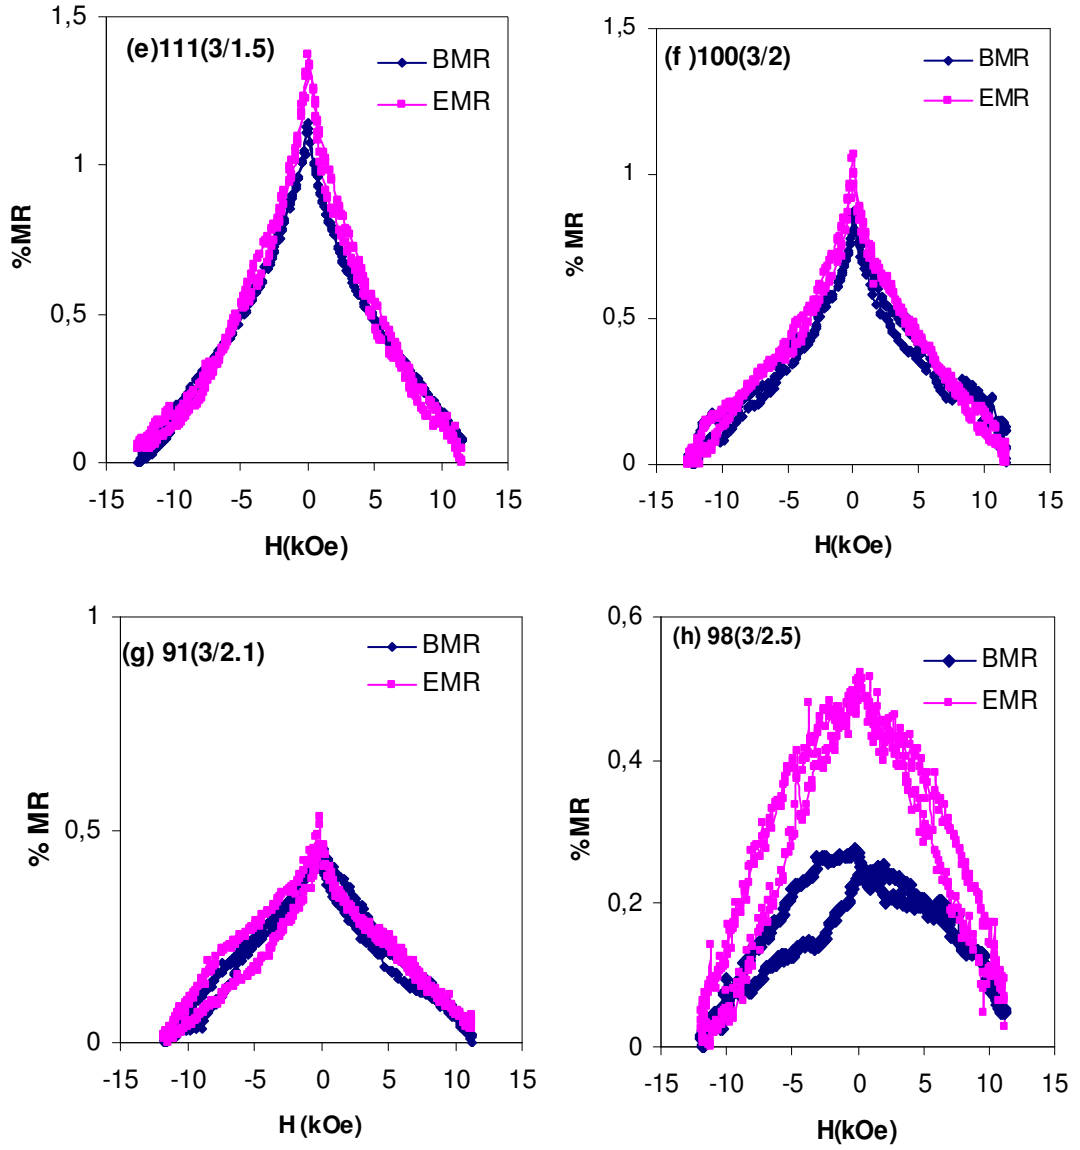 (e)111(3/1.5)
BMR
EMR
1,5
1
0,5
0
%MR
-15 -10 -5 0 5 10 15
H(kOe)
(f )100(3/2)
BMR
EMR
1,5
1
0,5
0
% MR
-15 -10 -5 0 5 10 15
H(kOe)
(g) 91(3/2.1)
BMR
EMR
1
0,5
0
% MR
-15 -10 -5 0 5 10 15
H (kOe)
(h) 98(3/2.5)
BMR
EMR
0,6
0,4
0,2
0
%MR
-15 -10 -5 0 5 10 15
H(kOe)